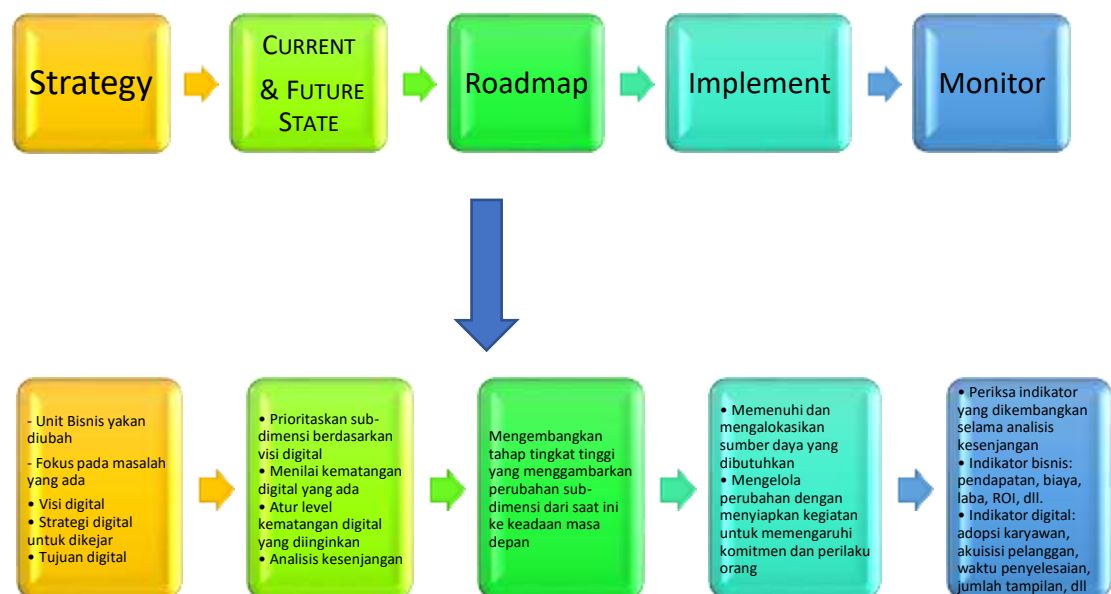 Strategy
CURRENT
& FUTURE
STATE
Roadmap
Implement
Monitor
- Unit Bisnis yakan
diubah
- Fokus pada masalah
yang ada
• Visi digital
• Strategi digital
untuk dikejar
• Tujuan digital
• Prioritaskan sub-
dimensi berdasarkan
visi digital
• Menilai kematangan
digital yang ada
• Atur level
kematangan digital
yang diinginkan
• Analisis kesenjangan
Mengembangkan
tahap tingkat tinggi
yang menggambarkan
perubahan sub-
dimensi dari saat ini
ke keadaan masa
depan
• Memenuhi dan
mengalokasikan
sumber daya yang
dibutuhkan
• Mengelola
perubahan dengan
menyiapkan kegiatan
untuk memengaruhi
komitmen dan perilaku
orang
• Periksa indikator
yang dikembangkan
selama analisis
kesenjangan
• Indikator bisnis:
pendapatan, biaya,
laba, ROI, dll.
• Indikator digital:
adopsi karyawan,
akuisisi pelanggan,
waktu penyelesaian,
jumlah tampilan, dll